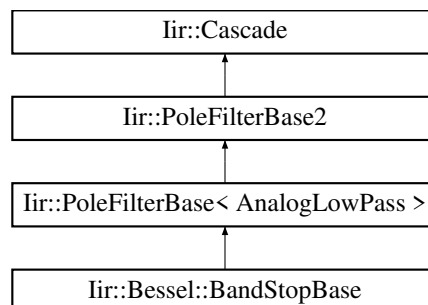 Iir::Cascade
Iir::PoleFilterBase2
Iir::PoleFilterBase< AnalogLowPass >
Iir::Bessel::BandStopBase